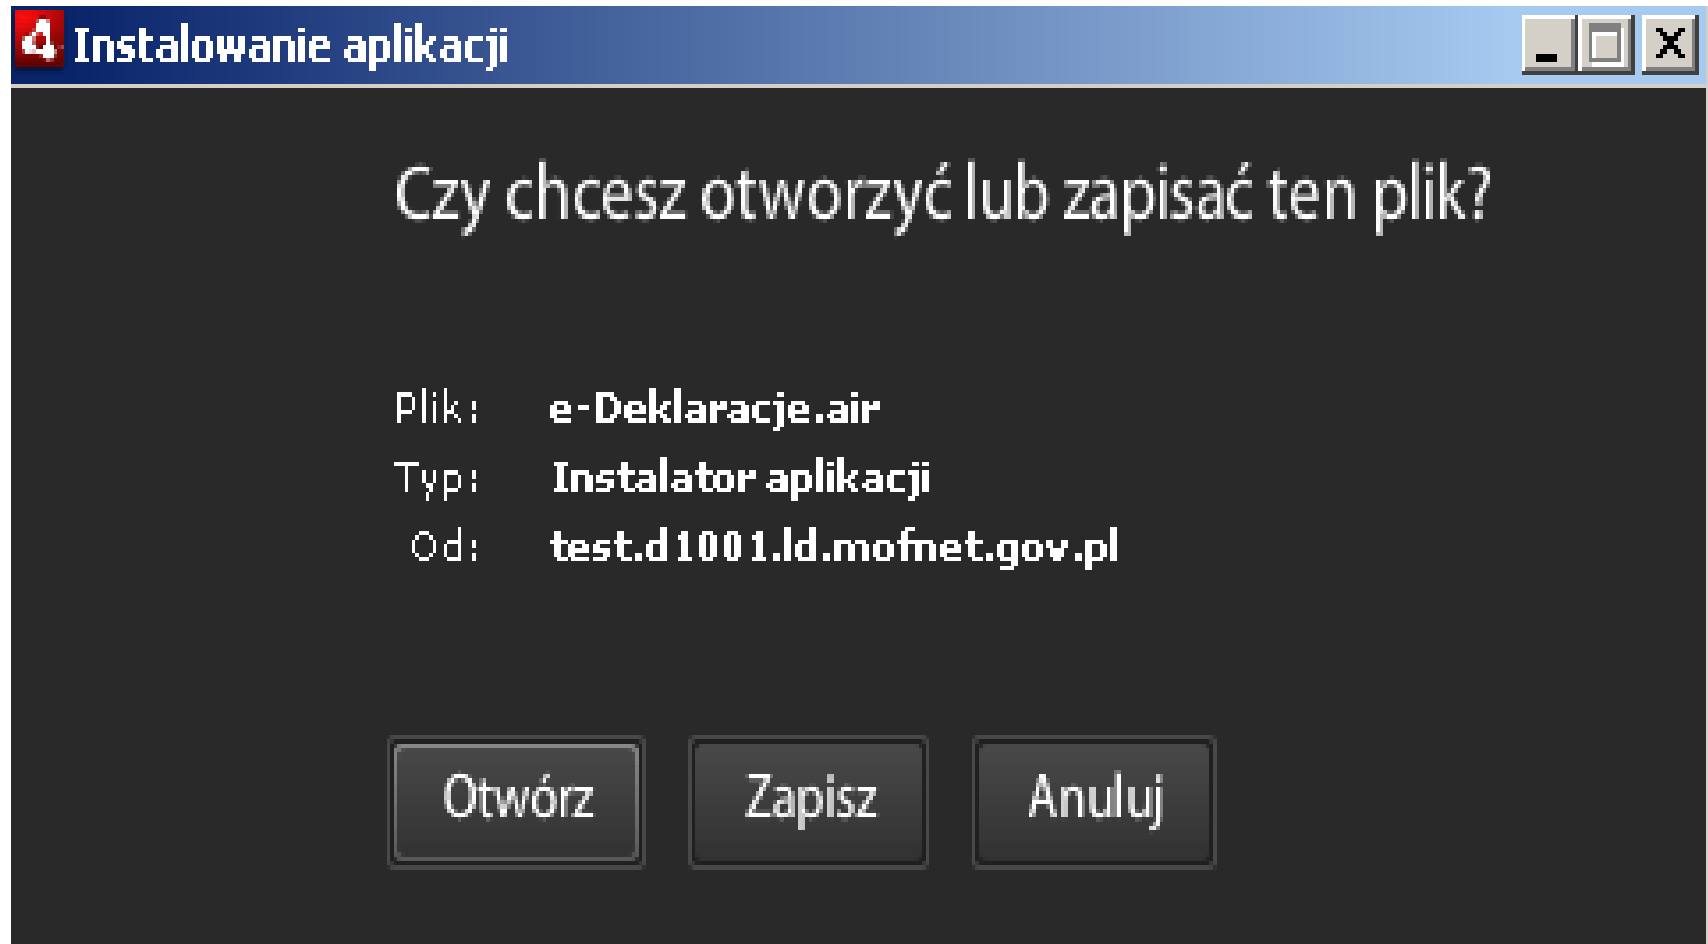 Instalowanie aplikacji
Czy chcesz otworzyć lub zapisać ten plik?
Plik: e-Deklaracje.air
Typ: Instalator aplikacji
Od: test.d1001.ld.mofnet.gov.pl
Otwórz Zapisz Anuluj